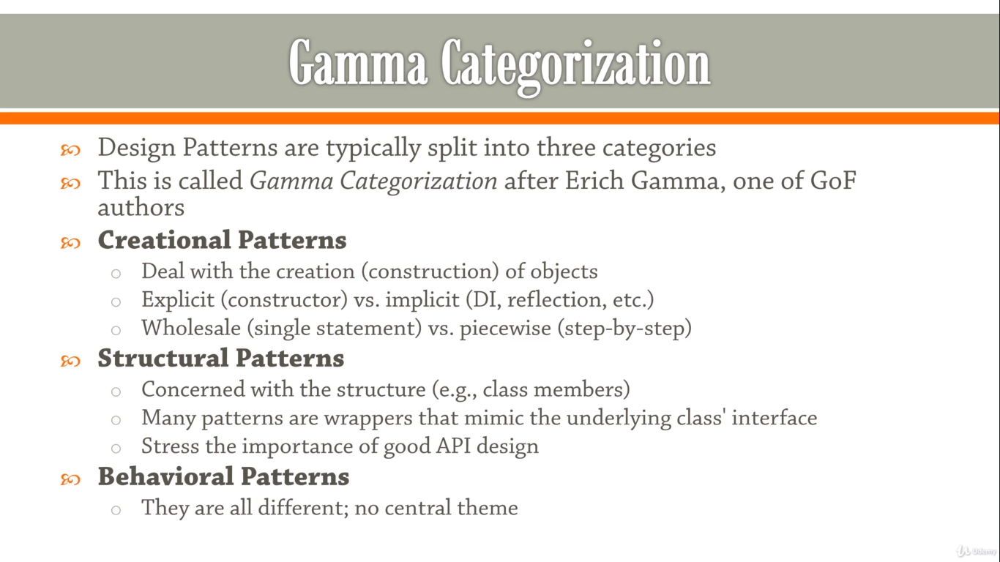 Gamma Categorization
Design Patterns are typically split into three categories
This is called Gamma Categorization after Erich Gamma, one of GoF
authors
Creational Patterns
Deal with the creation (construction) of objects
Explicit (constructor) vs. implicit (DI, reflection, etc.)
Wholesale (single statement) vs. piecewise (step-by-step)
Structural Patterns
Concerned with the structure (e.g., class members)
Many patterns are wrappers that mimic the underlying class' interface
Stress the importance of good API design
Behavioral Patterns
They are all different; no central theme
Udemy